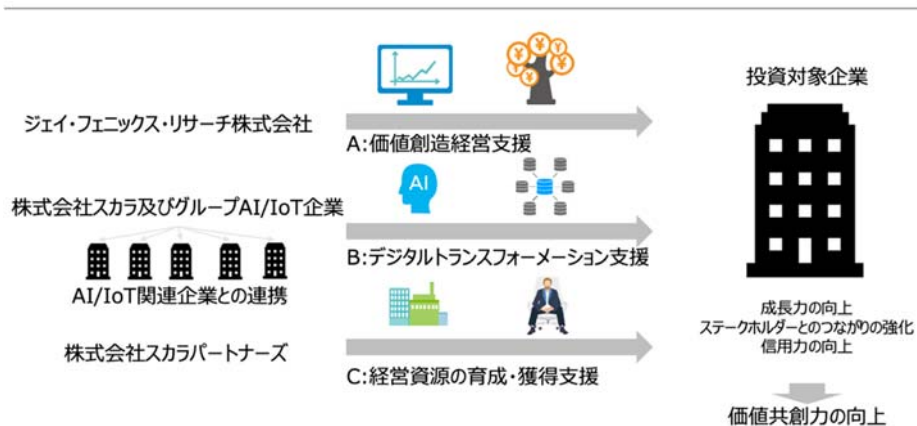 投資対象企業
ジェイ・フェニックス・リサーチ株式会社
A:価値創造経営支援
株式会社スカラ及びグループAI/IoT企業
AI
B:デジタルトランスフォーメーション支援
AI/IoT関連企業との連携
株式会社スカラパートナーズ
C:経営資源の育成・獲得支援
成長力の向上
ステークホルダーとのつながりの強化
信用力の向上
価値共創力の向上
¥
¥
¥
¥
¥
¥